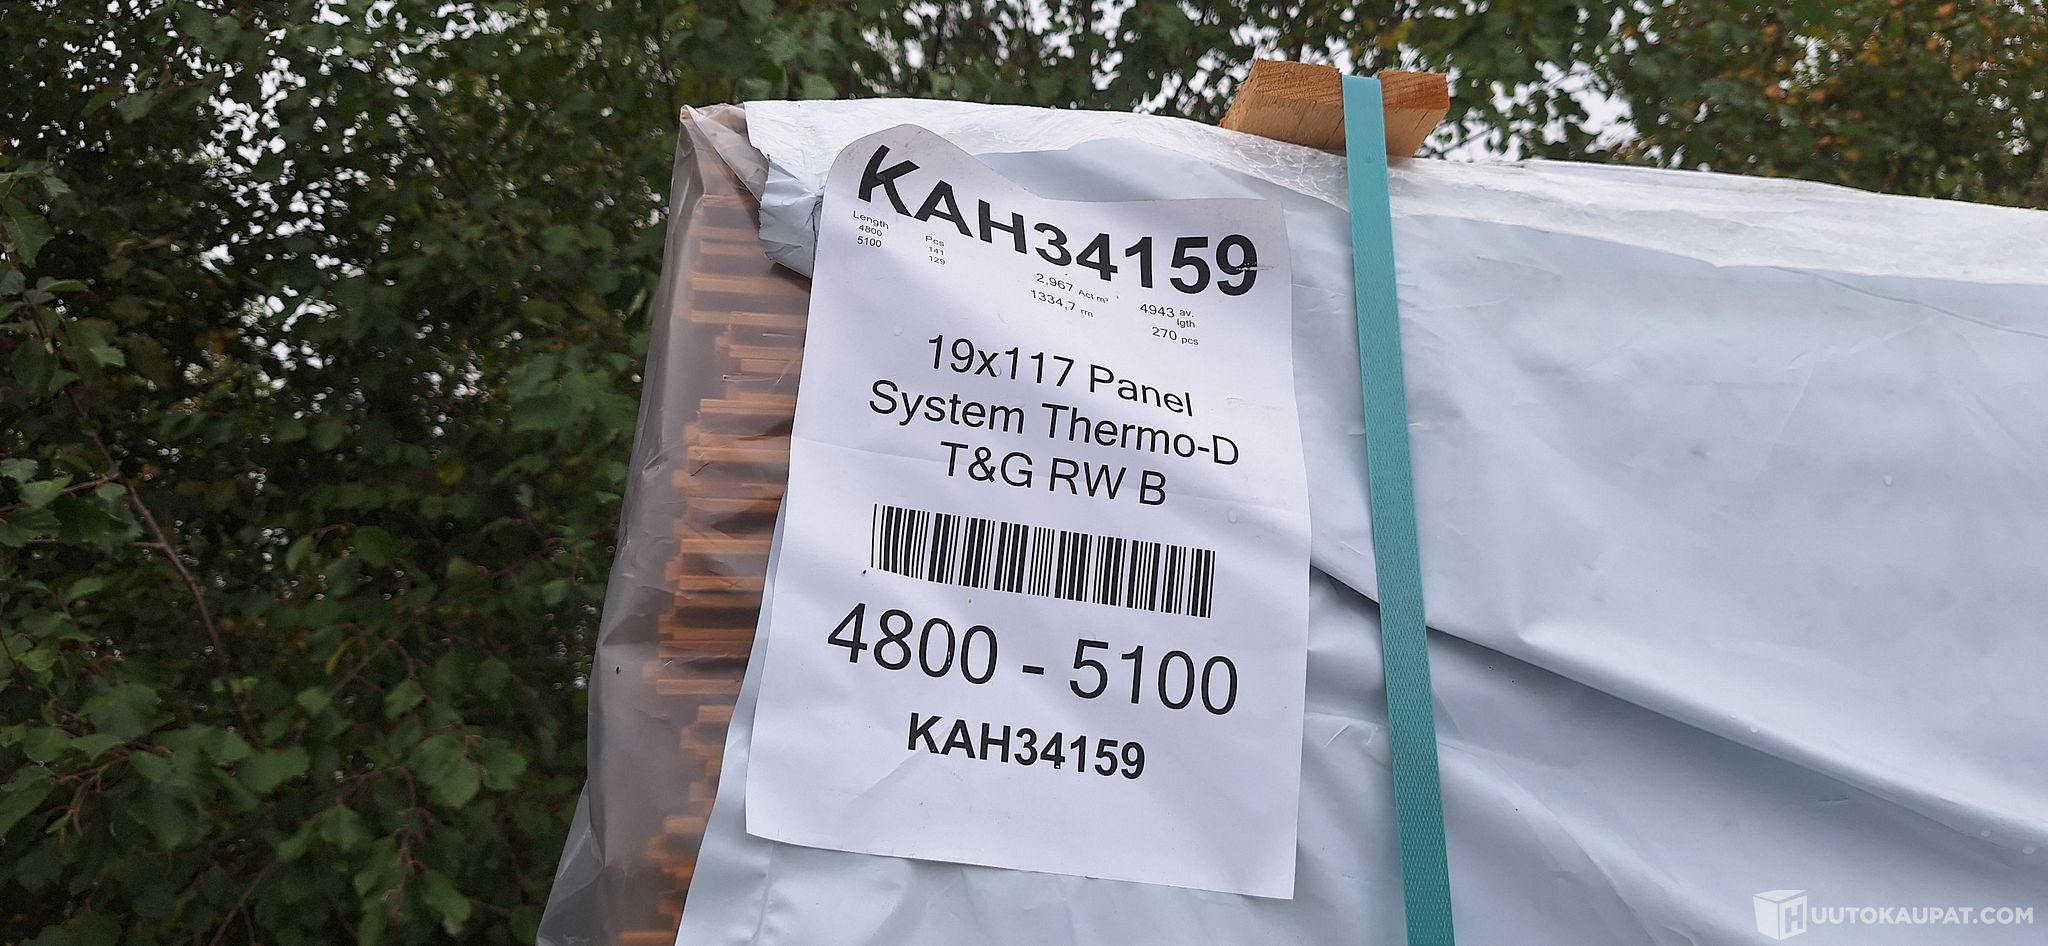 KAH34159
Length Pcs
4800 141
5100 129
2,967 Act m³ 4943 av. lgth
1334,7 rm 270 pcs
19x117 Panel
System Thermo-D
T&G RW B
4800 - 5100
KAH34159
HUUTOKAUPAT.COM